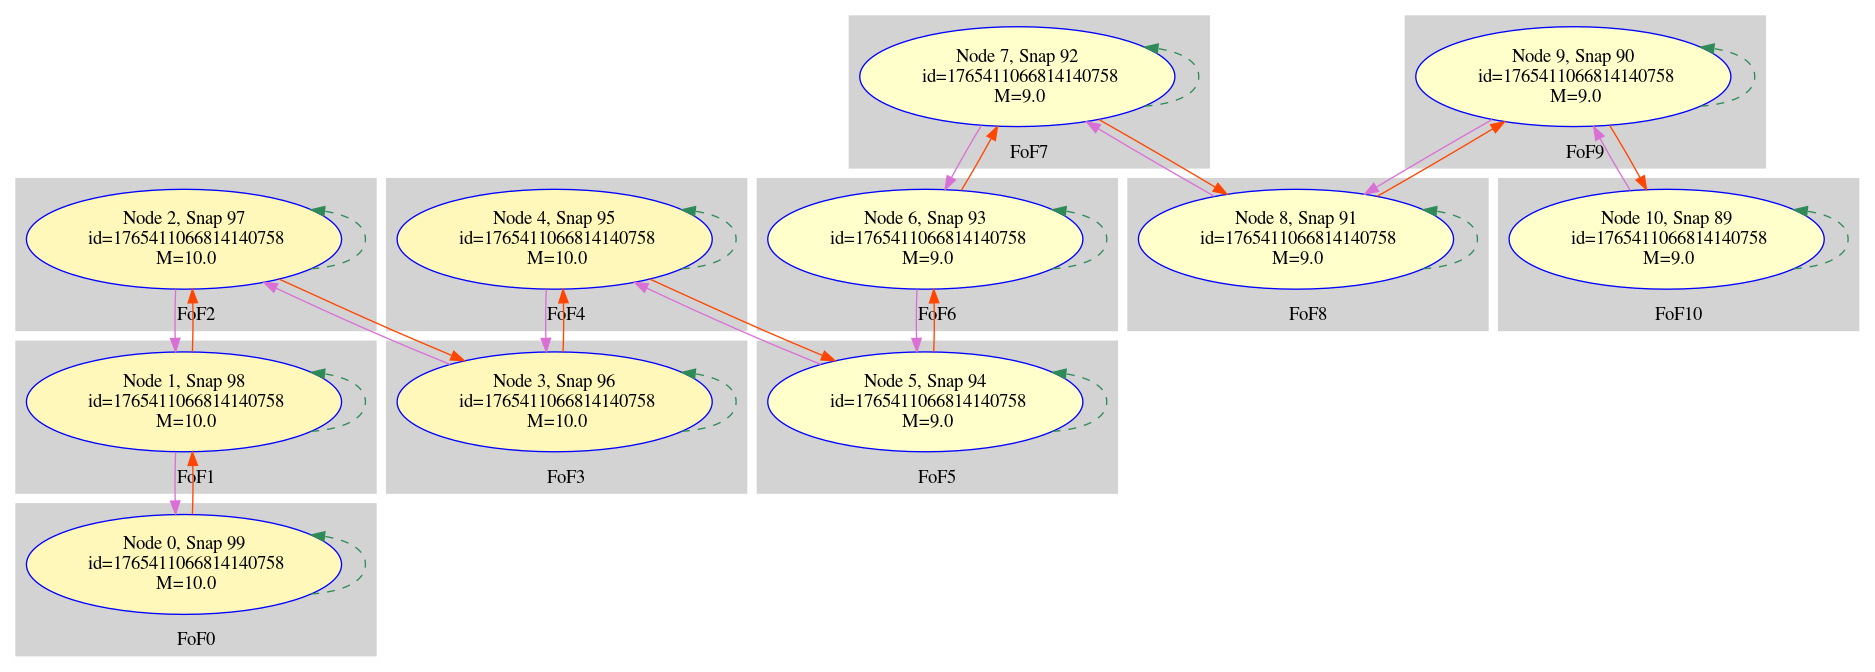 Node 7, Snap 92
id=1765411066814140758
M=9.0
FoF7
Node 9, Snap 90
id=1765411066814140758
M=9.0
FoF9
Node 2, Snap 97
id=1765411066814140758
M=10.0
FoF2
Node 4, Snap 95
id=1765411066814140758
M=10.0
FoF4
Node 6, Snap 93
id=1765411066814140758
M=9.0
FoF6
Node 8, Snap 91
id=1765411066814140758
M=9.0
FoF8
Node 10, Snap 89
id=1765411066814140758
M=9.0
FoF10
Node 1, Snap 98
id=1765411066814140758
M=10.0
FoF1
Node 3, Snap 96
id=1765411066814140758
M=10.0
FoF3
Node 5, Snap 94
id=1765411066814140758
M=9.0
FoF5
Node 0, Snap 99
id=1765411066814140758
M=10.0
FoF0